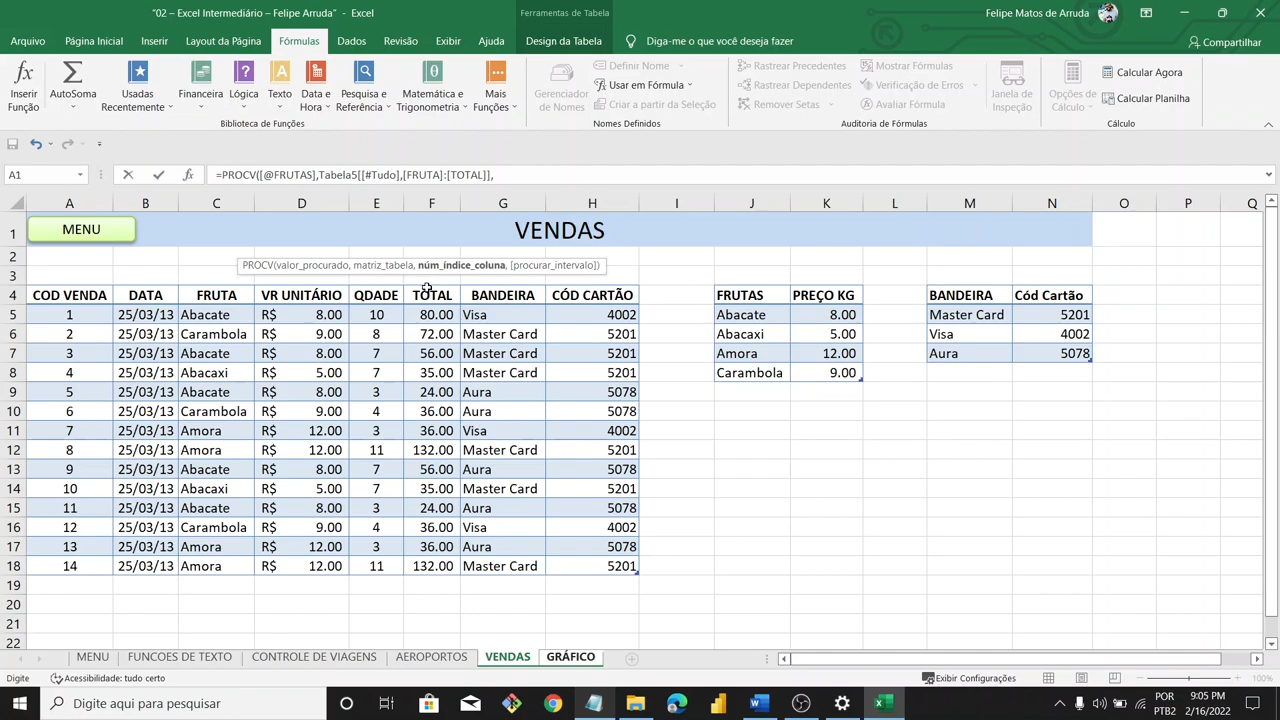 "02 – Excel Intermediário – Felipe Arruda" - Excel
Ferramentas de Tabela
Felipe Matos de Arruda
Arquivo Página Inicial Inserir Layout da Página Fórmulas Dados Revisão Exibir Ajuda Design da Tabela Diga-me o que você deseja fazer Compartilhar
Inserir Função
AutoSoma
Usadas Recentemente
Financeira
Lógica
Texto
Data e Hora
Pesquisa e Referência
Matemática e Trigonometria
Mais Funções
Biblioteca de Funções
Gerenciador de Nomes
Definir Nome
Usar em Fórmula
Criar a partir da Seleção
Nomes Definidos
Rastrear Precedentes
Rastrear Dependentes
Remover Setas
Mostrar Fórmulas
Verificação de Erros
Avaliar Fórmula
Auditoria de Fórmulas
Janela de Inspeção
Opções de Cálculo
Calcular Agora
Calcular Planilha
Cálculo
A1 fx =PROCV([@FRUTAS],Tabela5[[#Tudo],[FRUTA]:[TOTAL]],
A B C D E F G H I J K L M N O P Q
1 MENU VENDAS
2
PROCV(valor_procurado, matriz_tabela, núm_índice_coluna, [procurar_intervalo])
3
4 COD VENDA DATA FRUTA VR UNITÁRIO QDADE TOTAL BANDEIRA CÓD CARTÃO FRUTAS PREÇO KG BANDEIRA Cód Cartão
5 1 25/03/13 Abacate R$ 8.00 10 80.00 Visa 4002 Abacate 8.00 Master Card 5201
6 2 25/03/13 Carambola R$ 9.00 8 72.00 Master Card 5201 Abacaxi 5.00 Visa 4002
7 3 25/03/13 Abacate R$ 8.00 7 56.00 Master Card 5201 Amora 12.00 Aura 5078
8 4 25/03/13 Abacaxi R$ 5.00 7 35.00 Master Card 5201 Carambola 9.00
9 5 25/03/13 Abacate R$ 8.00 3 24.00 Aura 5078
10 6 25/03/13 Carambola R$ 9.00 4 36.00 Aura 5078
11 7 25/03/13 Amora R$ 12.00 3 36.00 Visa 4002
12 8 25/03/13 Amora R$ 12.00 11 132.00 Master Card 5201
13 9 25/03/13 Abacate R$ 8.00 7 56.00 Aura 5078
14 10 25/03/13 Abacaxi R$ 5.00 7 35.00 Master Card 5201
15 11 25/03/13 Abacate R$ 8.00 3 24.00 Aura 5078
16 12 25/03/13 Carambola R$ 9.00 4 36.00 Visa 4002
17 13 25/03/13 Amora R$ 12.00 3 36.00 Aura 5078
18 14 25/03/13 Amora R$ 12.00 11 132.00 Master Card 5201
19
20
21
22
MENU FUNCOES DE TEXTO CONTROLE DE VIAGENS AEROPORTOS VENDAS GRÁFICO
Digite Acessibilidade: tudo certo Exibir Configurações 100%
Digite aqui para pesquisar
POR
PTB2
9:05 PM
2/16/2022